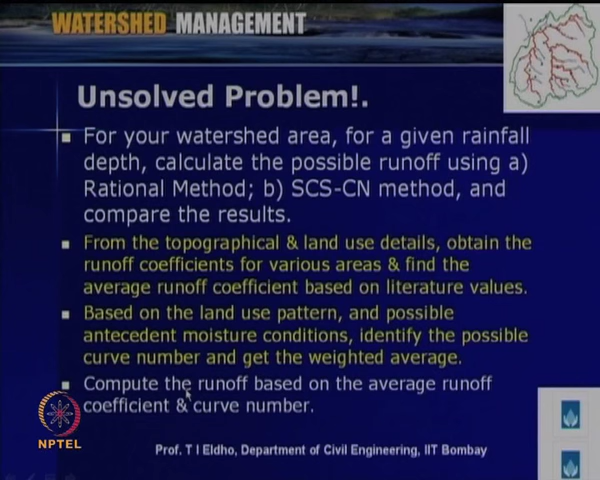 WATERSHED MANAGEMENT
Unsolved Problem!.
For your watershed area, for a given rainfall
depth, calculate the possible runoff using a)
Rational Method; b) SCS-CN method, and
compare the results.
From the topographical & land use details, obtain the
runoff coefficients for various areas & find the
average runoff coefficient based on literature values.
Based on the land use pattern, and possible
antecedent moisture conditions, identify the possible
curve number and get the weighted average.
Compute the runoff based on the average runoff
coefficient & curve number.
NPTEL
Prof. T I Eldho, Department of Civil Engineering, IIT Bombay